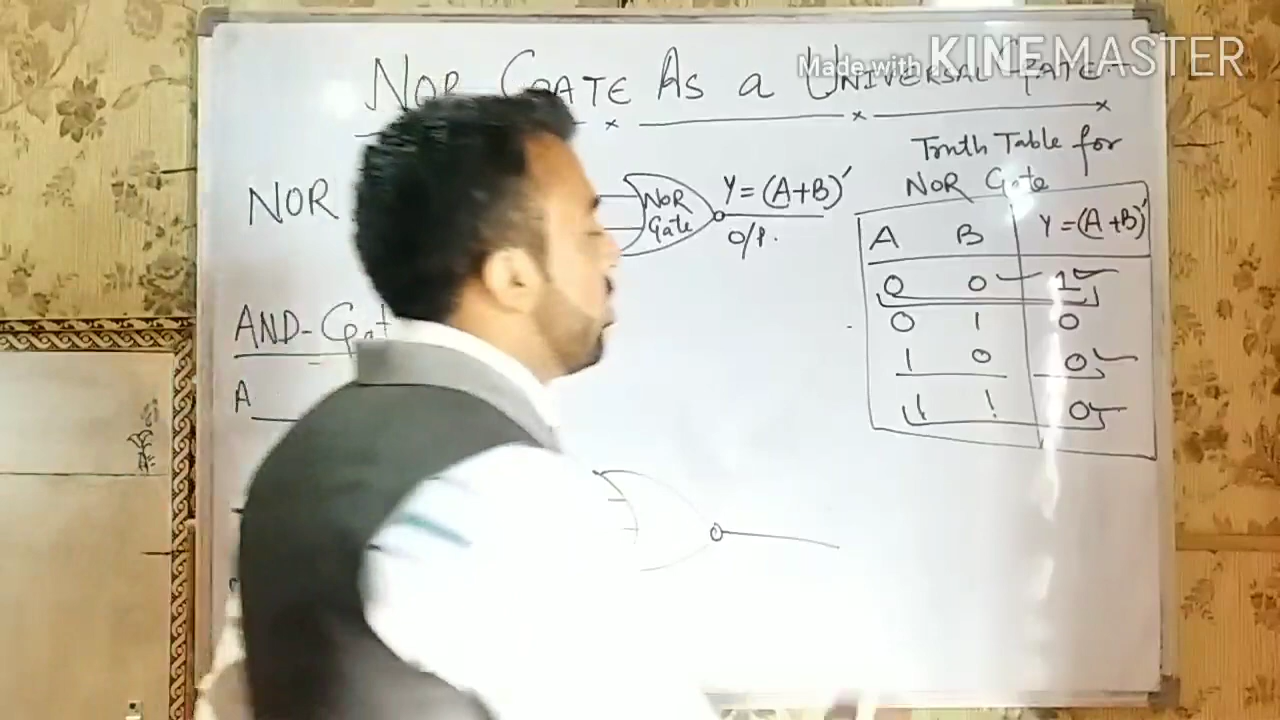 Made with KINEMASTER
NOR GATE As a UNIVERSAL GATE
Truth Table for
NOR Gate
NOR
NOR
Gate
Y = (A+B)'
O/P.
A B Y = (A+B)'
0 0 1
0 1 0
1 0 0
1 1 0
AND-Gat
A